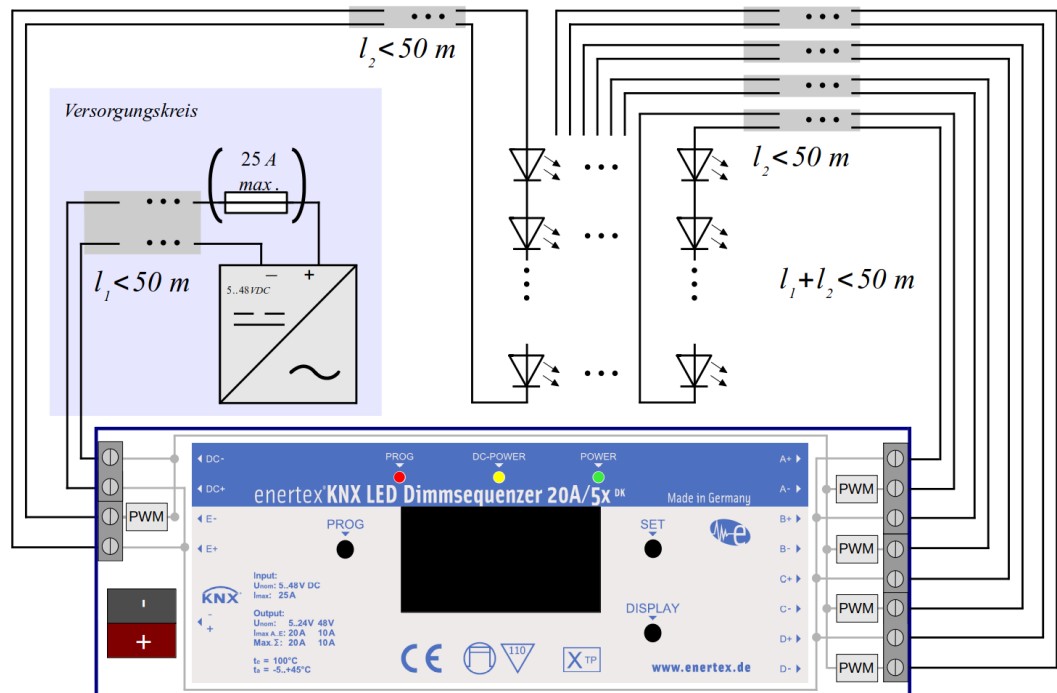 l2 < 50 m
Versorgungskreis
25 A
max.
l2 < 50 m
l1 < 50 m
− +
5..48 VDC
l1 + l2 < 50 m
DC-
DC+
E-
E+
PWM
PROG
DC-POWER
POWER
enertex® KNX LED Dimmsequenzer 20A/5x DK
Made in Germany
PROG
SET
DISPLAY
Input:
Unom: 5..48V DC
Imax: 25A
Output:
Unom: 5..24V 48V
Imax A..E: 20A 10A
Max. Σ: 20A 10A
tc = 100°C
ta = -5..+45°C
KNX®
-
+
-
+
CE
110
X TP
www.enertex.de
A+
A-
B+
B-
C+
C-
D+
D-
PWM
PWM
PWM
PWM